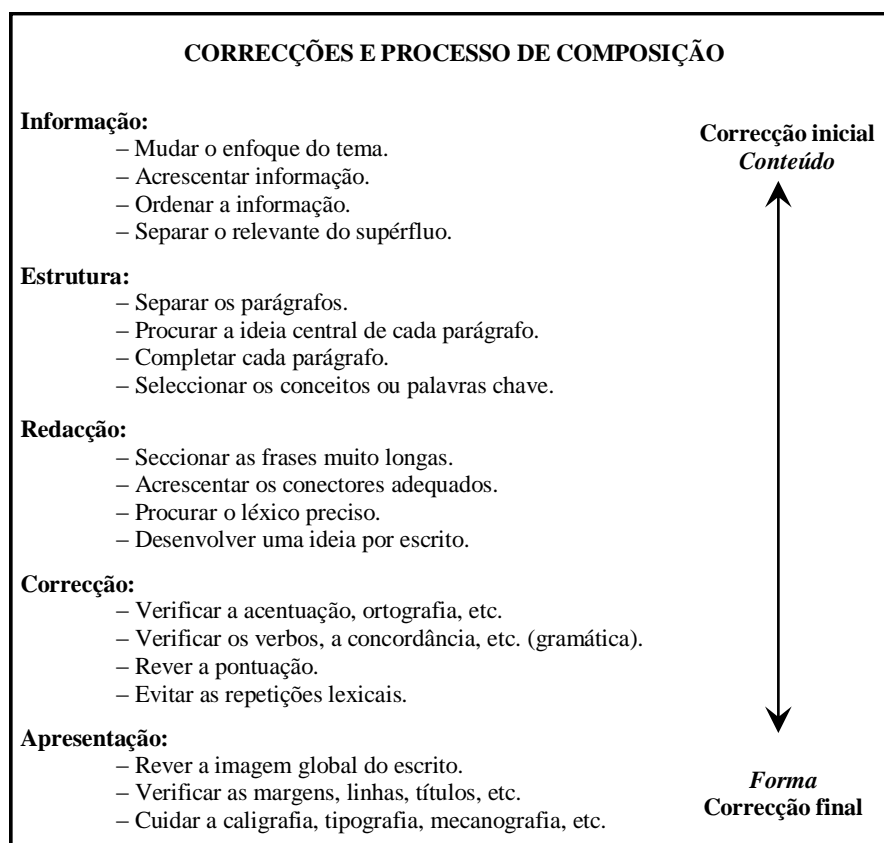 CORRECÇÕES E PROCESSO DE COMPOSIÇÃO
Informação:
– Mudar o enfoque do tema.
– Acrescentar informação.
– Ordenar a informação.
– Separar o relevante do supérfluo.
Estrutura:
– Separar os parágrafos.
– Procurar a ideia central de cada parágrafo.
– Completar cada parágrafo.
– Seleccionar os conceitos ou palavras chave.
Redacção:
– Seccionar as frases muito longas.
– Acrescentar os conectores adequados.
– Procurar o léxico preciso.
– Desenvolver uma ideia por escrito.
Correcção:
– Verificar a acentuação, ortografia, etc.
– Verificar os verbos, a concordância, etc. (gramática).
– Rever a pontuação.
– Evitar as repetições lexicais.
Apresentação:
– Rever a imagem global do escrito.
– Verificar as margens, linhas, títulos, etc.
– Cuidar a caligrafia, tipografia, mecanografia, etc.
Correcção inicial
Conteúdo
Forma
Correcção final